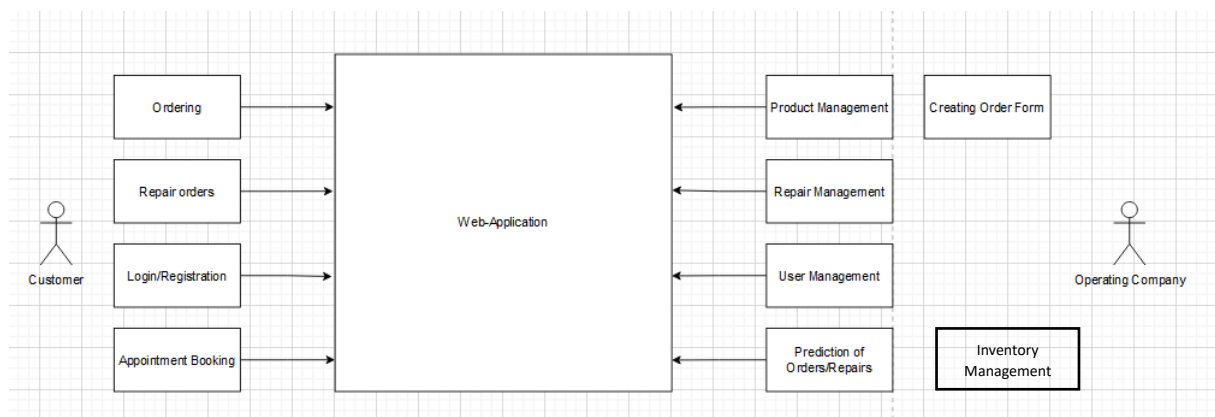 Ordering
Product Management
Creating Order Form
Repair orders
Repair Management
Web-Application
Customer
Login/Registration
User Management
Operating Company
Appointment Booking
Prediction of
Orders/Repairs
Inventory
Management